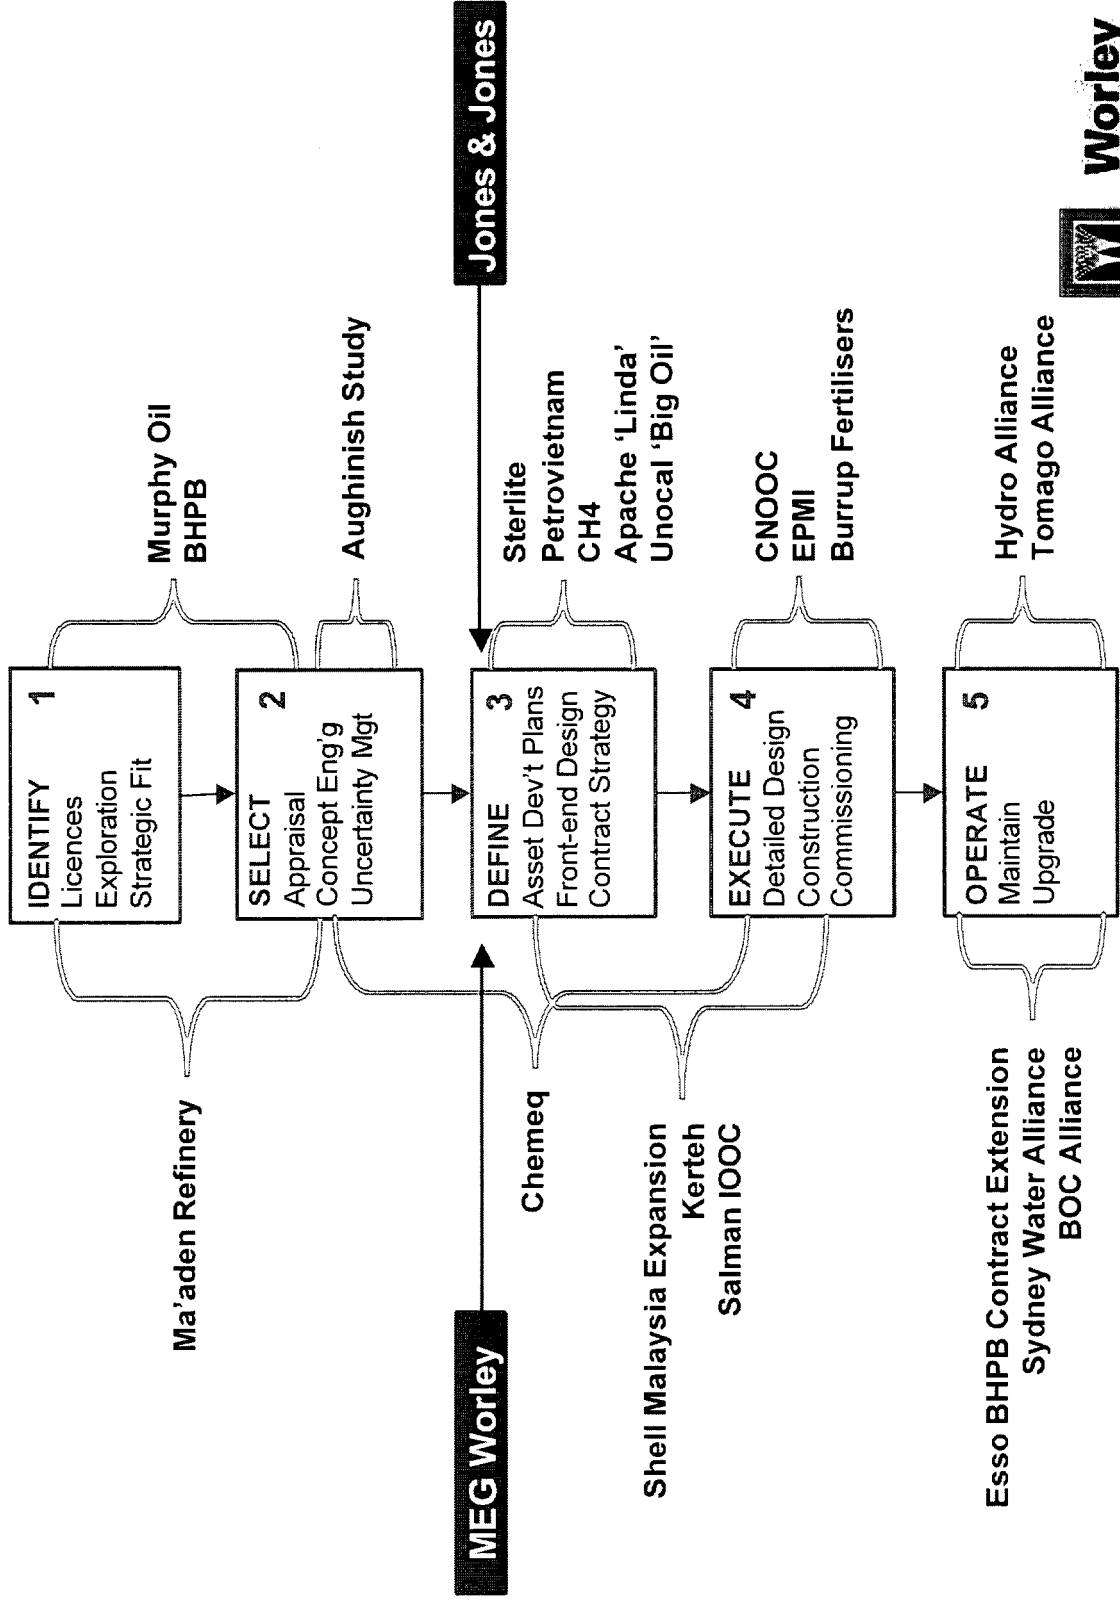 IDENTIFY 1
Licences
Exploration
Strategic Fit
SELECT 2
Appraisal
Concept Eng'g
Uncertainty Mgt
DEFINE 3
Asset Dev't Plans
Front-end Design
Contract Strategy
EXECUTE 4
Detailed Design
Construction
Commissioning
OPERATE 5
Maintain
Upgrade
Murphy Oil
BHPB
Aughinish Study
Jones & Jones
Sterlite
Petrovietnam
CH4
Apache ‘Linda’
Unocal ‘Big Oil’
CNOOC
EPMI
Burrup Fertilisers
Hydro Alliance
Tomago Alliance
Ma’aden Refinery
MEG Worley
Chemeq
Shell Malaysia Expansion
Kerteh
Salman IOOC
Esso BHPB Contract Extension
Sydney Water Alliance
BOC Alliance
Worley